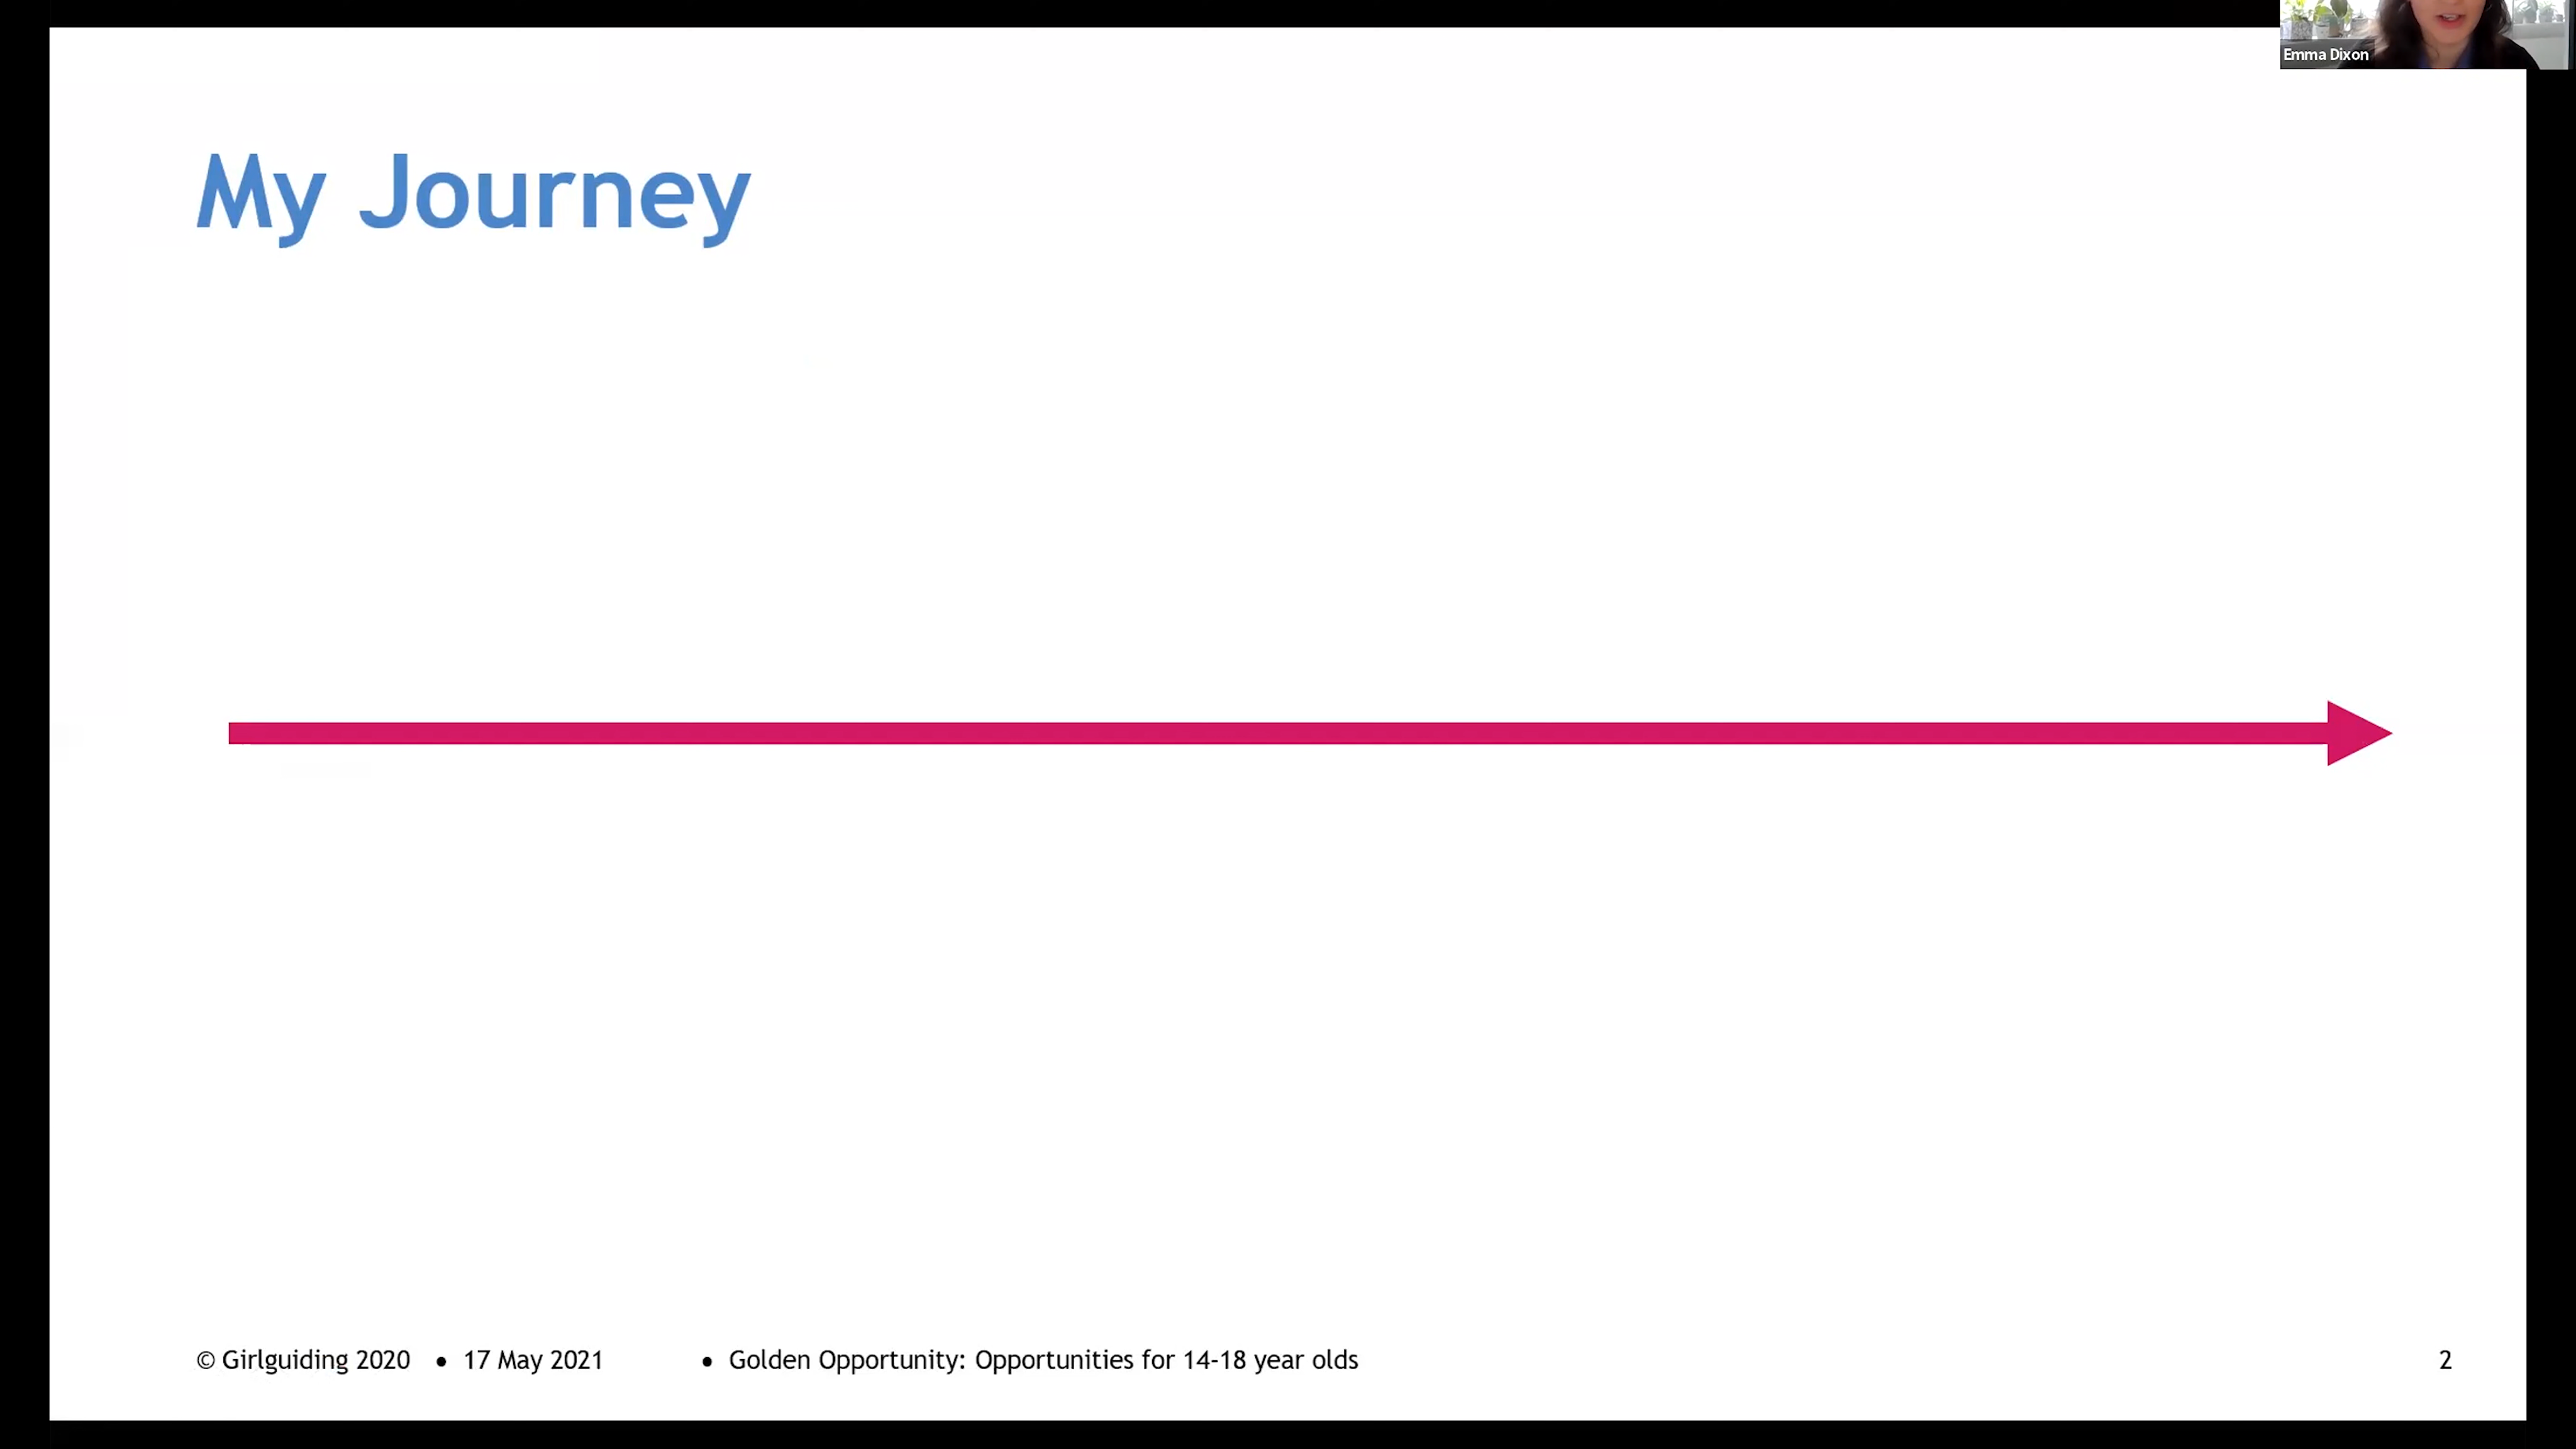 Emma Dixon
My Journey
© Girlguiding 2020 • 17 May 2021 • Golden Opportunity: Opportunities for 14-18 year olds 2